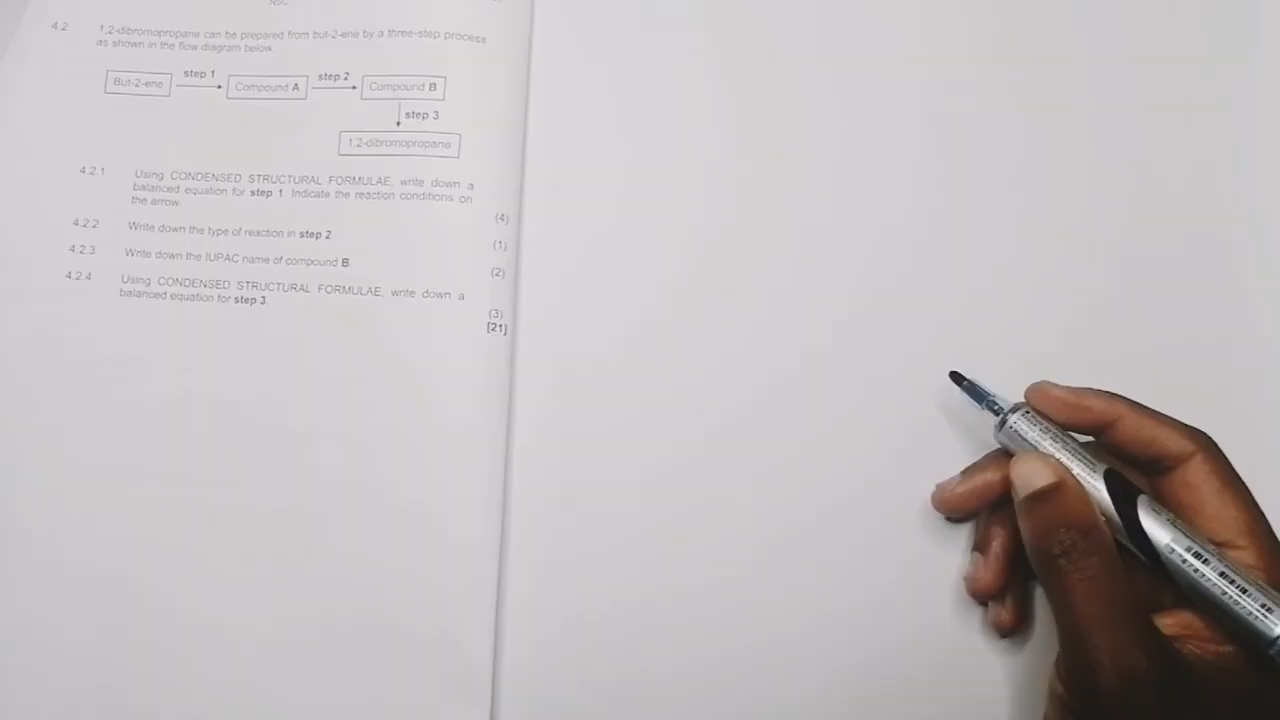 NSC
4.2 1,2-dibromopropane can be prepared from but-2-ene by a three-step process
as shown in the flow diagram below.
But-2-ene step 1 Compound A step 2 Compound B
step 3
1,2-dibromopropane
4.2.1 Using CONDENSED STRUCTURAL FORMULAE, write down a
balanced equation for step 1. Indicate the reaction conditions on
the arrow. (4)
4.2.2 Write down the type of reaction in step 2. (1)
4.2.3 Write down the IUPAC name of compound B. (2)
4.2.4 Using CONDENSED STRUCTURAL FORMULAE, write down a
balanced equation for step 3. (3)
[21]